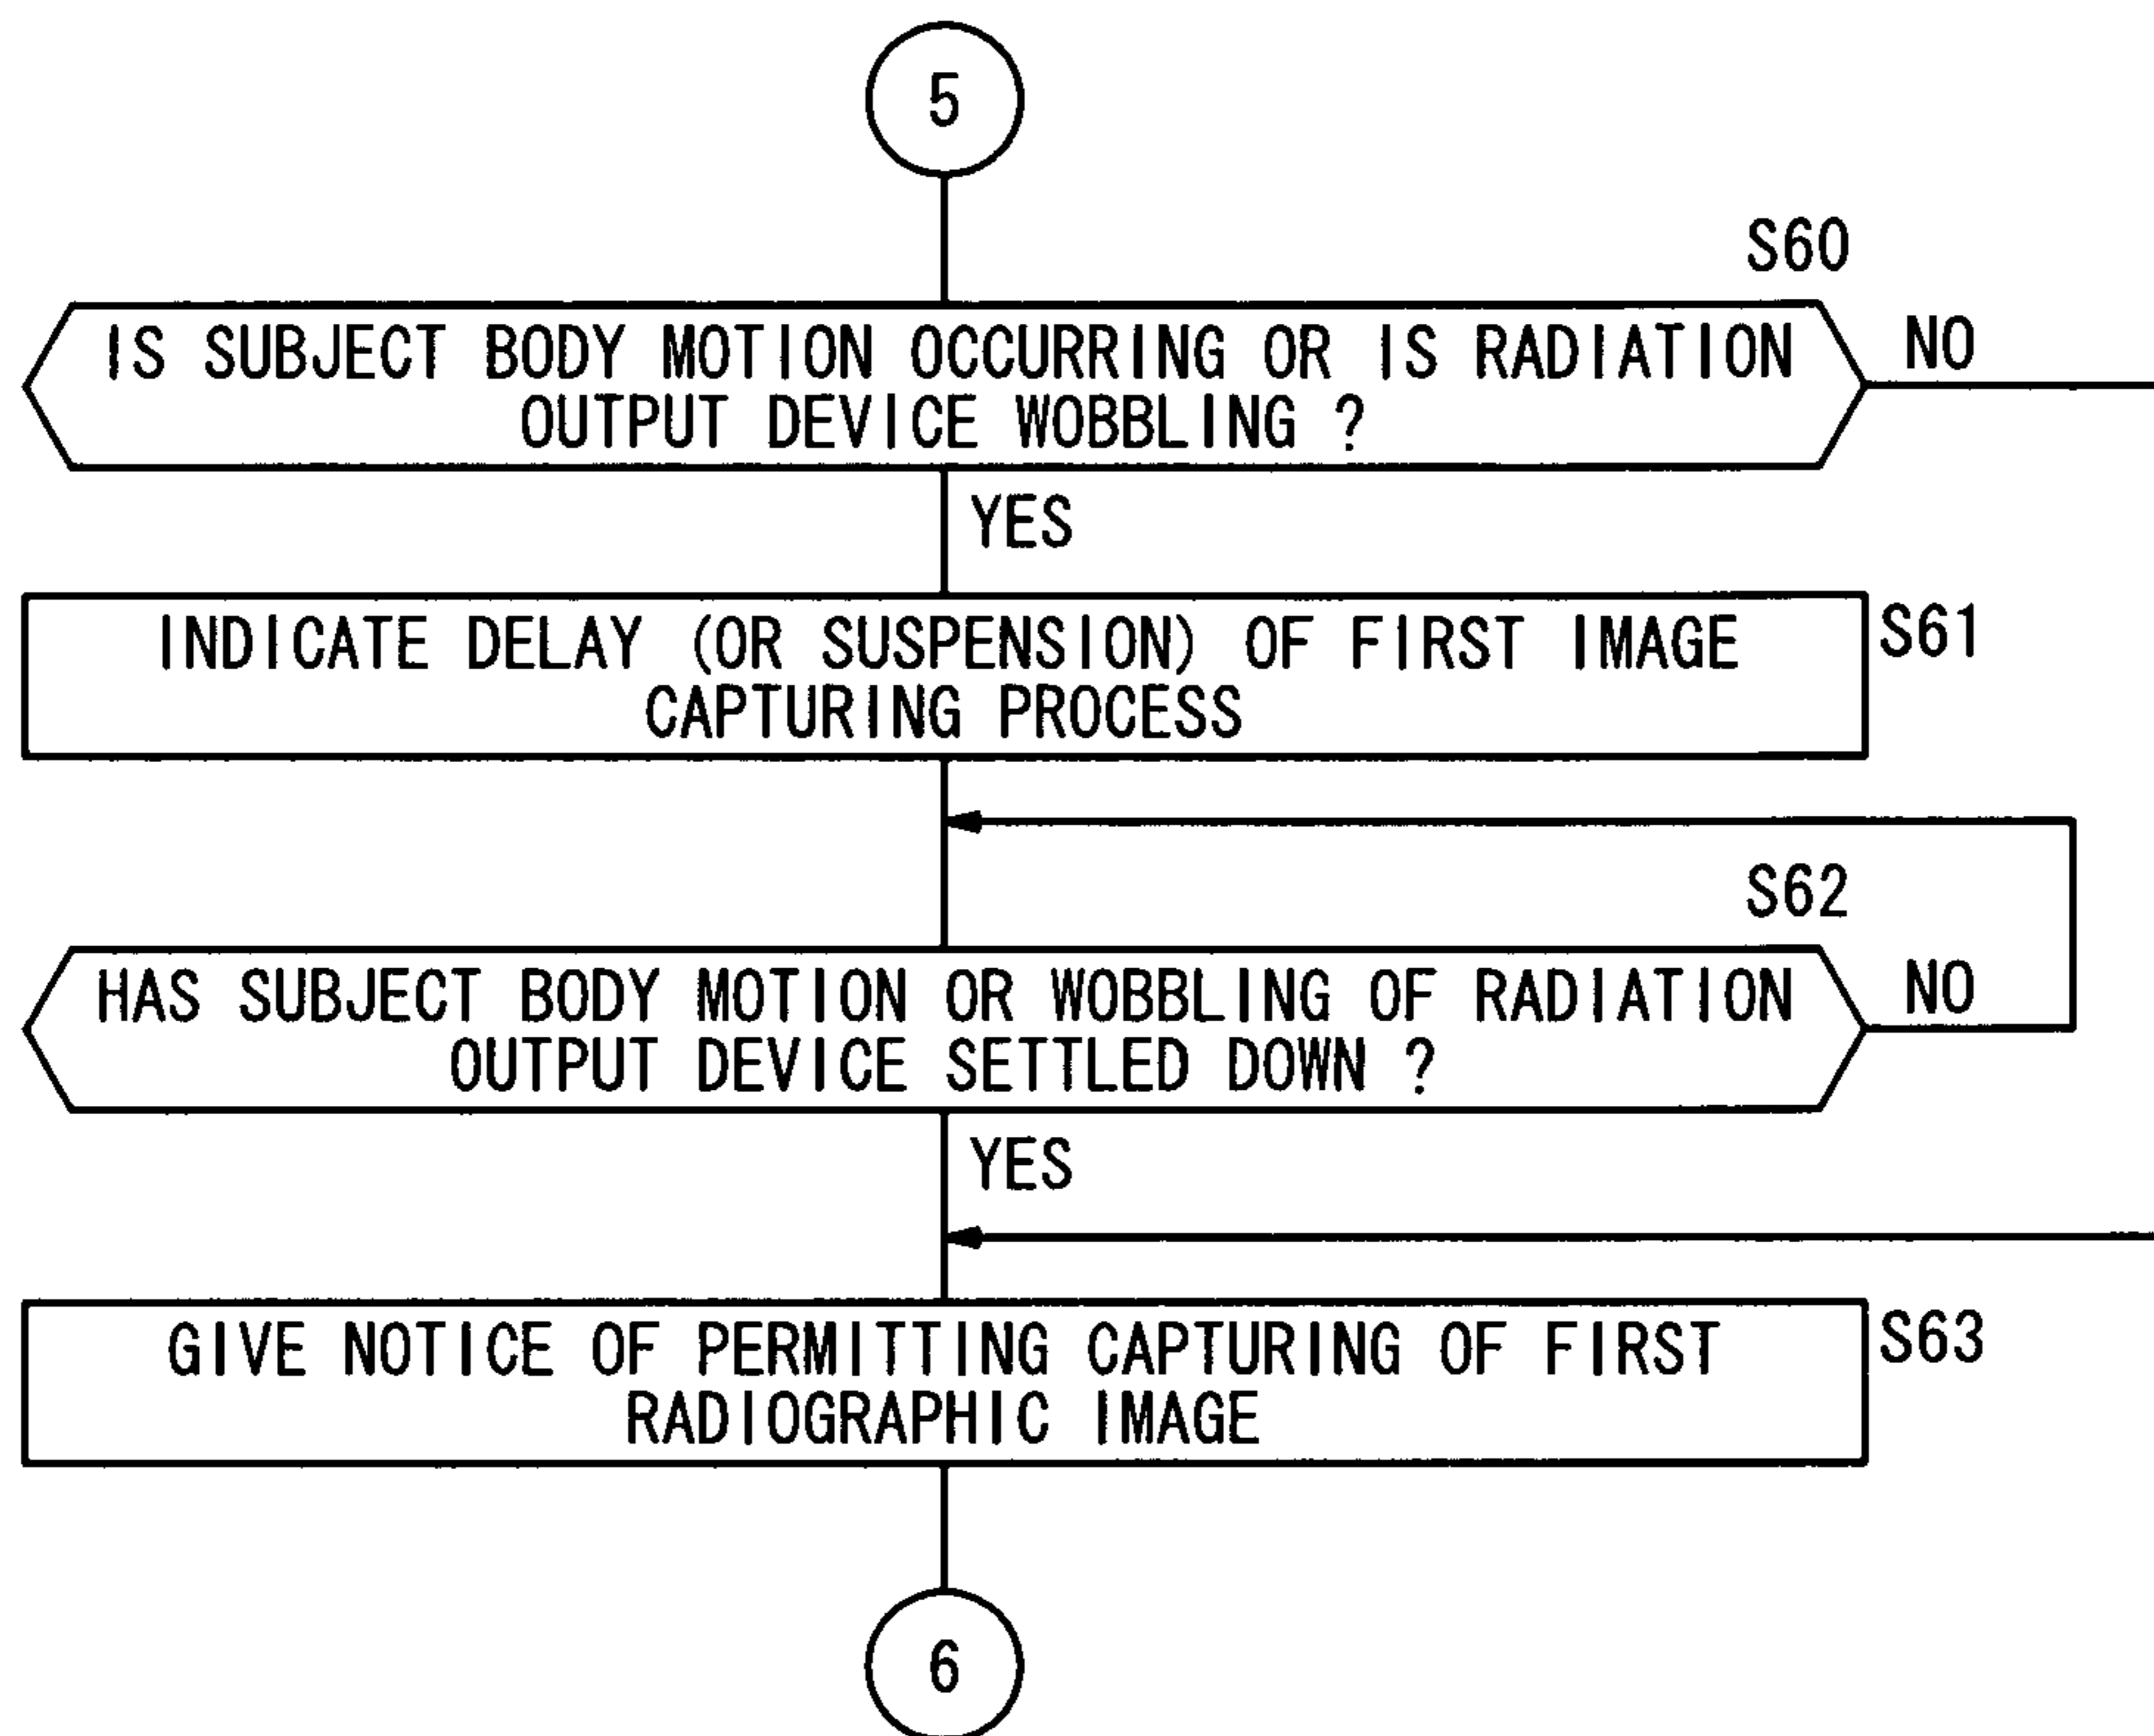 5
S60
IS SUBJECT BODY MOTION OCCURRING OR IS RADIATION
OUTPUT DEVICE WOBBLING ?
NO
YES
INDICATE DELAY (OR SUSPENSION) OF FIRST IMAGE
CAPTURING PROCESS
S61
S62
HAS SUBJECT BODY MOTION OR WOBBLING OF RADIATION
OUTPUT DEVICE SETTLED DOWN ?
NO
YES
GIVE NOTICE OF PERMITTING CAPTURING OF FIRST
RADIOGRAPHIC IMAGE
S63
6